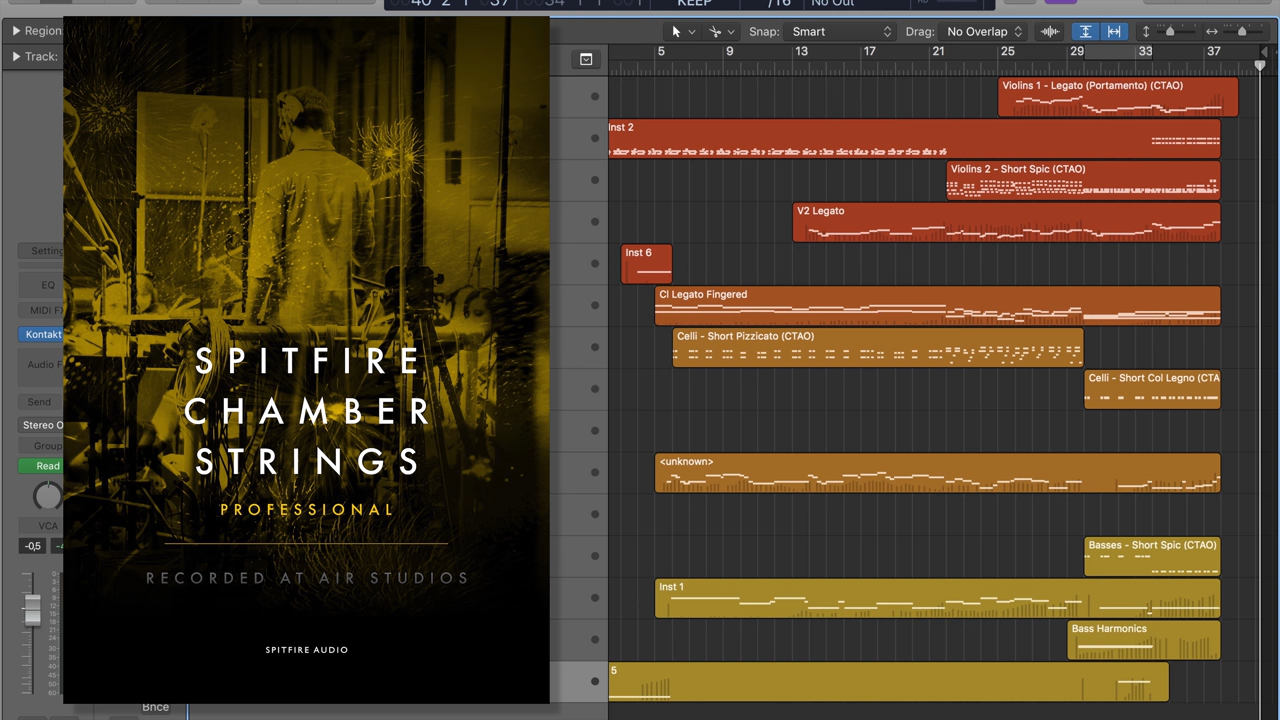 KEEP
/16
No Out
Region:
Track:
Snap: Smart
Drag: No Overlap
5 9 13 17 21 25 29 33 37
Violins 1 - Legato (Portamento) (CTAO)
Inst 2
Violins 2 - Short Spic (CTAO)
V2 Legato
Inst 6
Cl Legato Fingered
Celli - Short Pizzicato (CTAO)
Celli - Short Col Legno (CTA
<unknown>
Basses - Short Spic (CTAO)
Inst 1
Bass Harmonics
5
Setting
EQ
MIDI F
Kontakt
Audio F
Send
Stereo O
Group
Read
VCA
-0,5
Bnce
SPITFIRE
CHAMBER
STRINGS
PROFESSIONAL
RECORDED AT AIR STUDIOS
SPITFIRE AUDIO